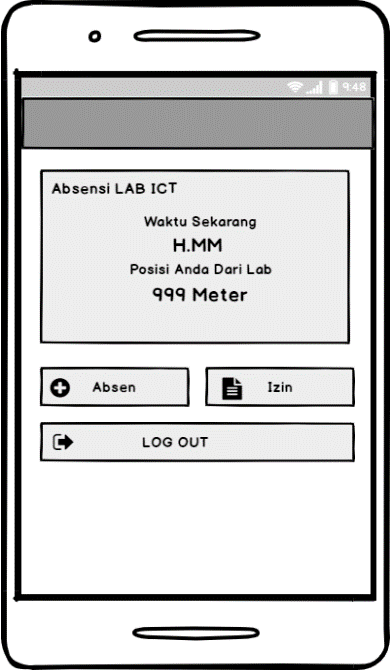 9:48
Absensi LAB ICT
Waktu Sekarang
H.MM
Posisi Anda Dari Lab
999 Meter
Absen
Izin
LOG OUT